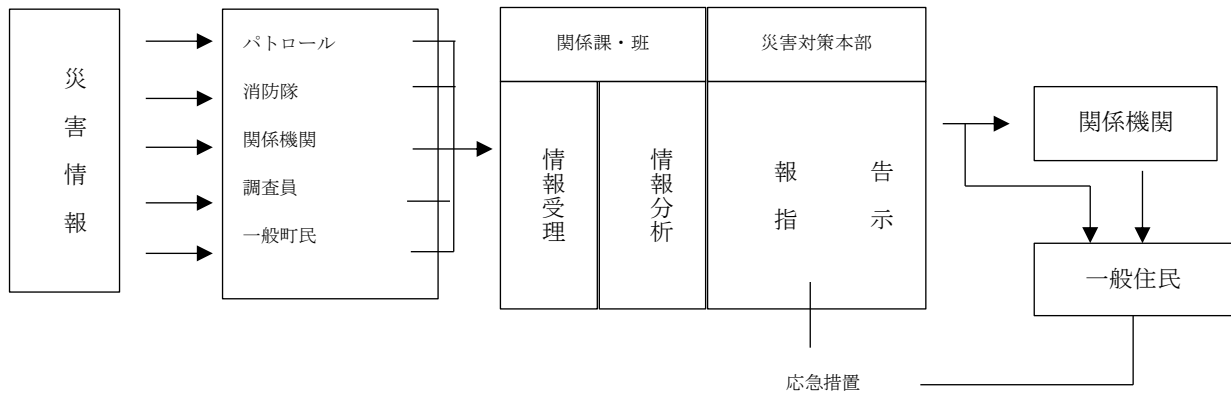 災害情報
パトロール
消防隊
関係機関
調査員
一般町民
関係課・班
災害対策本部
情報受理
情報分析
報告
指示
関係機関
一般住民
応急措置